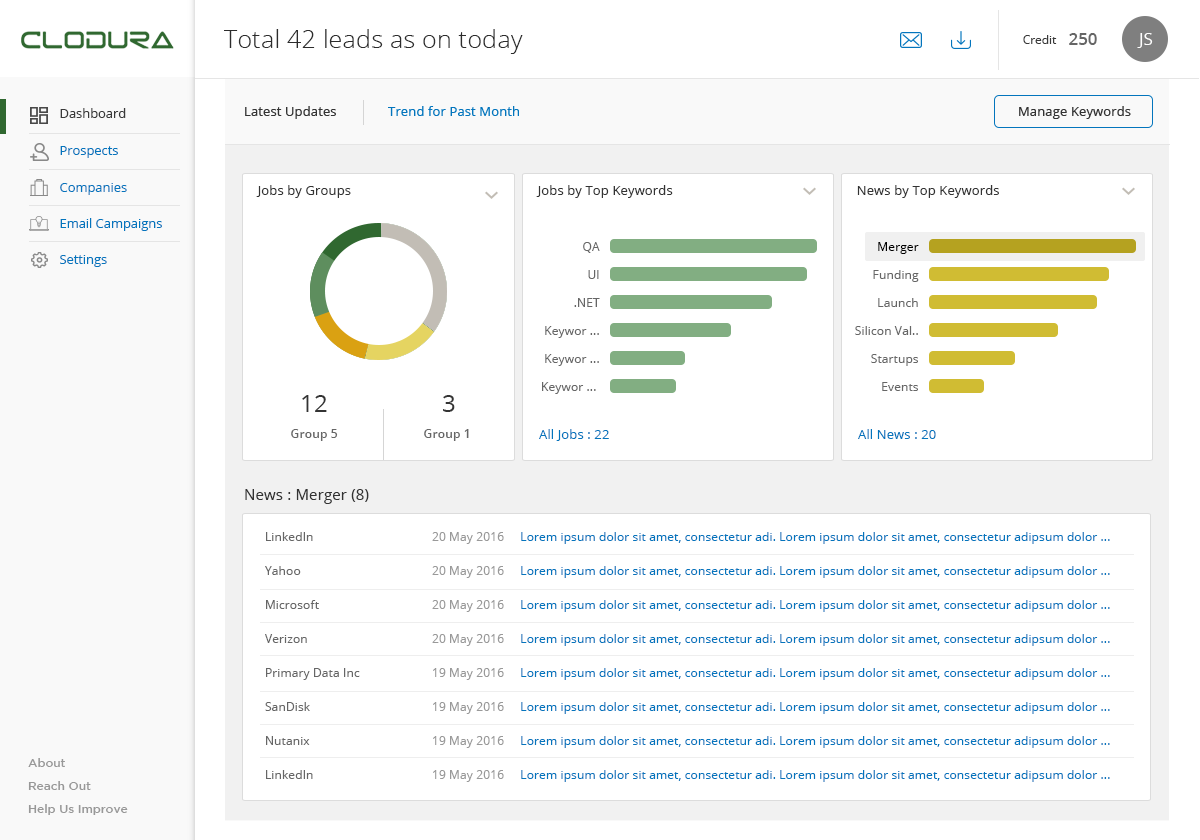 CLODURA
Total 42 leads as on today
Credit 250
JS
Dashboard
Prospects
Companies
Email Campaigns
Settings
Latest Updates
Trend for Past Month
Manage Keywords
Jobs by Groups
12
Group 5
3
Group 1
Jobs by Top Keywords
QA
UI
.NET
Keywor ...
Keywor ...
Keywor ...
All Jobs : 22
News by Top Keywords
Merger
Funding
Launch
Silicon Val..
Startups
Events
All News : 20
News : Merger (8)
LinkedIn 20 May 2016 Lorem ipsum dolor sit amet, consectetur adi. Lorem ipsum dolor sit amet, consectetur adipsum dolor ...
Yahoo 20 May 2016 Lorem ipsum dolor sit amet, consectetur adi. Lorem ipsum dolor sit amet, consectetur adipsum dolor ...
Microsoft 20 May 2016 Lorem ipsum dolor sit amet, consectetur adi. Lorem ipsum dolor sit amet, consectetur adipsum dolor ...
Verizon 20 May 2016 Lorem ipsum dolor sit amet, consectetur adi. Lorem ipsum dolor sit amet, consectetur adipsum dolor ...
Primary Data Inc 19 May 2016 Lorem ipsum dolor sit amet, consectetur adi. Lorem ipsum dolor sit amet, consectetur adipsum dolor ...
SanDisk 19 May 2016 Lorem ipsum dolor sit amet, consectetur adi. Lorem ipsum dolor sit amet, consectetur adipsum dolor ...
Nutanix 19 May 2016 Lorem ipsum dolor sit amet, consectetur adi. Lorem ipsum dolor sit amet, consectetur adipsum dolor ...
LinkedIn 19 May 2016 Lorem ipsum dolor sit amet, consectetur adi. Lorem ipsum dolor sit amet, consectetur adipsum dolor ...
About
Reach Out
Help Us Improve